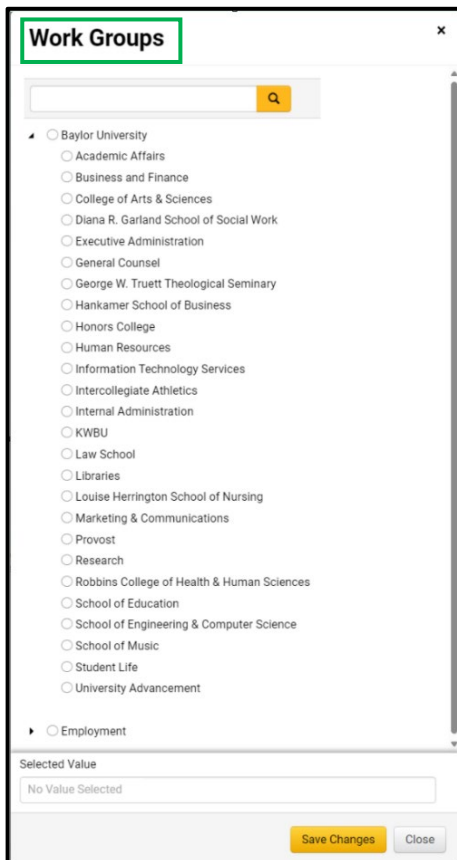 Work Groups
×
Baylor University
Academic Affairs
Business and Finance
College of Arts & Sciences
Diana R. Garland School of Social Work
Executive Administration
General Counsel
George W. Truett Theological Seminary
Hankamer School of Business
Honors College
Human Resources
Information Technology Services
Intercollegiate Athletics
Internal Administration
KWBU
Law School
Libraries
Louise Herrington School of Nursing
Marketing & Communications
Provost
Research
Robbins College of Health & Human Sciences
School of Education
School of Engineering & Computer Science
School of Music
Student Life
University Advancement
Employment
Selected Value
No Value Selected
Save Changes Close